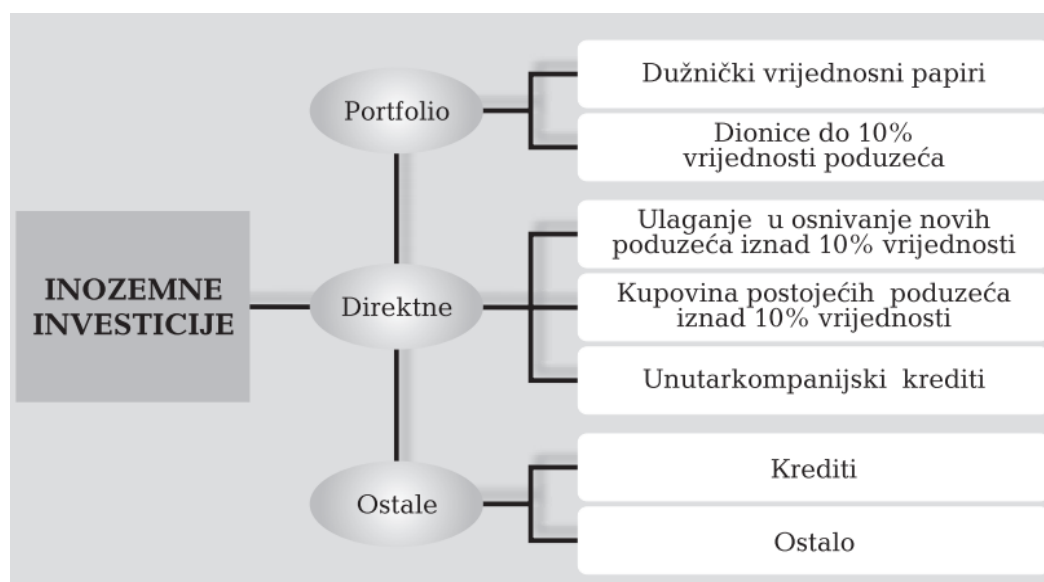 INOZEMNE
INVESTICIJE
Portfolio
Dužnički vrijednosni papiri
Dionice do 10%
vrijednosti poduzeća
Direktne
Ulaganje u osnivanje novih
poduzeća iznad 10% vrijednosti
Kupovina postojećih poduzeća
iznad 10% vrijednosti
Unutarkompanijski krediti
Ostale
Krediti
Ostalo